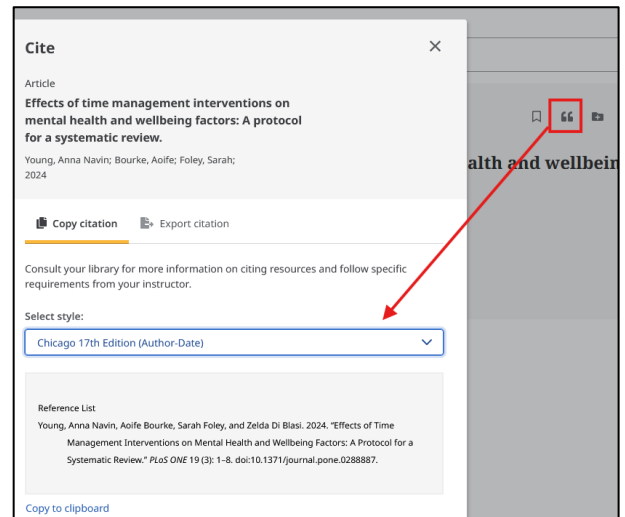 Cite
Article
Effects of time management interventions on
mental health and wellbeing factors: A protocol
for a systematic review.
Young, Anna Navin; Bourke, Aoife; Foley, Sarah;
2024
alth and wellbein
Copy citation
Export citation
Consult your library for more information on citing resources and follow specific
requirements from your instructor.
Select style:
Chicago 17th Edition (Author-Date)
Reference List
Young, Anna Navin, Aoife Bourke, Sarah Foley, and Zelda Di Blasi. 2024. “Effects of Time
Management Interventions on Mental Health and Wellbeing Factors: A Protocol for a
Systematic Review.” PLoS ONE 19 (3): 1–8. doi:10.1371/journal.pone.0288887.
Copy to clipboard